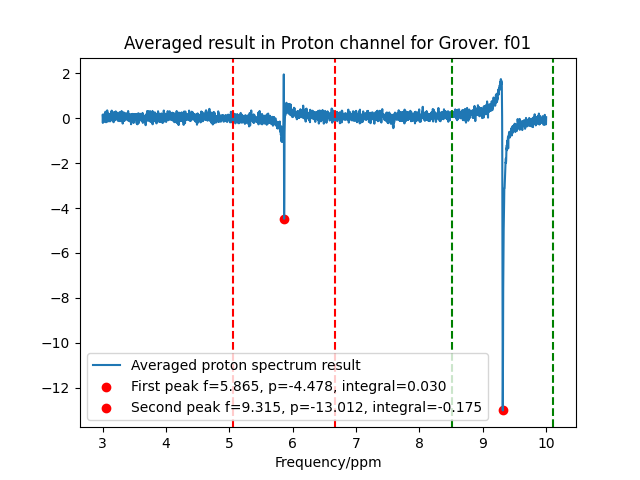 Averaged result in Proton channel for Grover. f01
2
0
−2
−4
−6
−8
−10
−12
Averaged proton spectrum result
First peak f=5.865, p=-4.478, integral=0.030
Second peak f=9.315, p=-13.012, integral=-0.175
3 4 5 6 7 8 9 10
Frequency/ppm